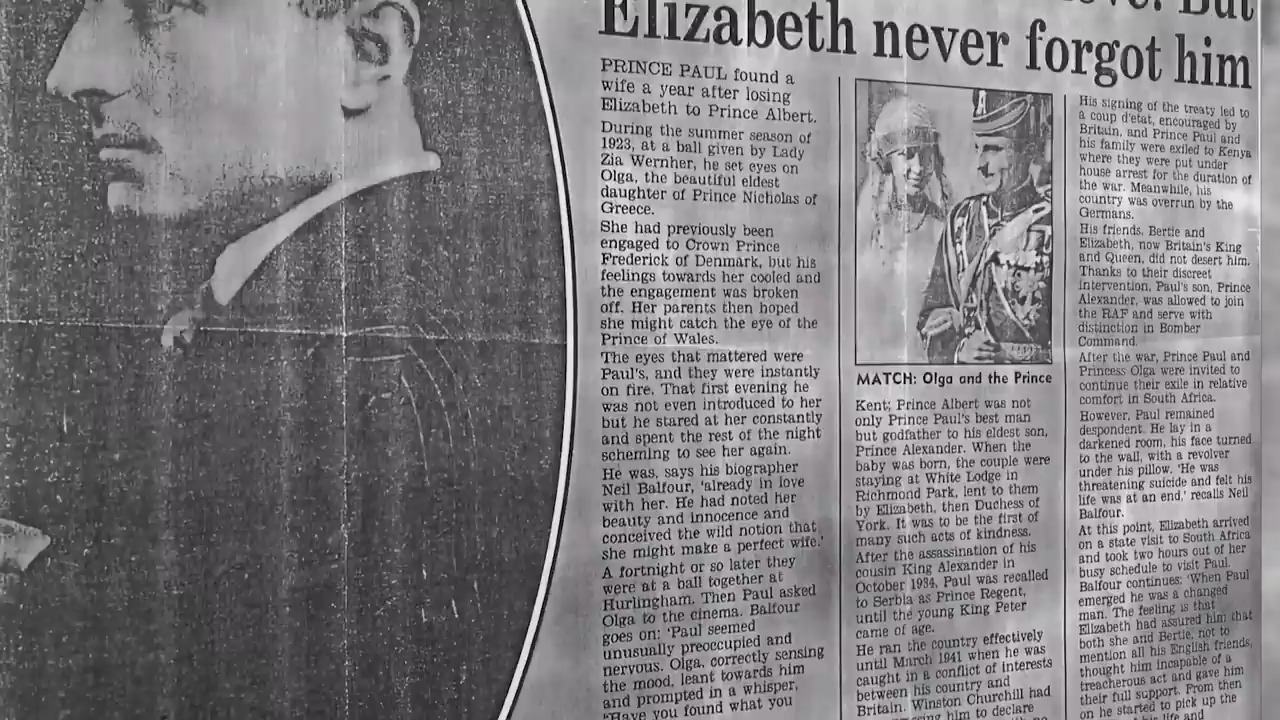 But
Elizabeth never forgot him
PRINCE PAUL found a
wife a year after losing
Elizabeth to Prince Albert.
During the summer season of
1923, at a ball given by Lady
Zia Wernher, he set eyes on
Olga, the beautiful eldest
daughter of Prince Nicholas of
Greece.
She had previously been
engaged to Crown Prince
Frederick of Denmark, but his
feelings towards her cooled and
the engagement was broken
off. Her parents then hoped
she might catch the eye of the
Prince of Wales.
The eyes that mattered were
Paul's, and they were instantly
on fire. That first evening he
was not even introduced to her
but he stared at her constantly
and spent the rest of the night
scheming to see her again.
He was, says his biographer
Neil Balfour, 'already in love
with her. He had noted her
beauty and innocence and
conceived the wild notion that
she might make a perfect wife.'
A fortnight or so later they
were at a ball together at
Hurlingham. Then Paul asked
Olga to the cinema. Balfour
goes on: 'Paul seemed
unusually preoccupied and
nervous. Olga, correctly sensing
the mood, leant towards him
and prompted in a whisper,
"Have you found what you
MATCH: Olga and the Prince
Kent; Prince Albert was not
only Prince Paul's best man
but godfather to his eldest son,
Prince Alexander. When the
baby was born, the couple were
staying at White Lodge in
Richmond Park, lent to them
by Elizabeth, then Duchess of
York. It was to be the first of
many such acts of kindness.
After the assassination of his
cousin King Alexander in
October 1934, Paul was recalled
to Serbia as Prince Regent,
until the young King Peter
came of age.
He ran the country effectively
until March 1941 when he was
caught in a conflict of interests
between his country and
Britain. Winston Churchill had
him to declare
His signing of the treaty led to
a coup d'etat, encouraged by
Britain, and Prince Paul and
his family were exiled to Kenya
where they were put under
house arrest for the duration of
the war. Meanwhile, his
country was overrun by the
Germans.
His friends, Bertie and
Elizabeth, now Britain's King
and Queen, did not desert him.
Thanks to their discreet
intervention, Paul's son, Prince
Alexander, was allowed to join
the RAF and serve with
distinction in Bomber
Command.
After the war, Prince Paul and
Princess Olga were invited to
continue their exile in relative
comfort in South Africa.
However, Paul remained
despondent. He lay in a
darkened room, his face turned
to the wall, with a revolver
under his pillow. 'He was
threatening suicide and felt his
life was at an end,' recalls Neil
Balfour.
At this point, Elizabeth arrived
on a state visit to South Africa
and took two hours out of her
busy schedule to visit Paul.
Balfour continues: 'When Paul
emerged he was a changed
man. The feeling is that
Elizabeth had assured him that
both she and Bertie, not to
mention all his English friends,
thought him incapable of a
treacherous act and gave him
their full support. From then
on he started to pick up the
life and